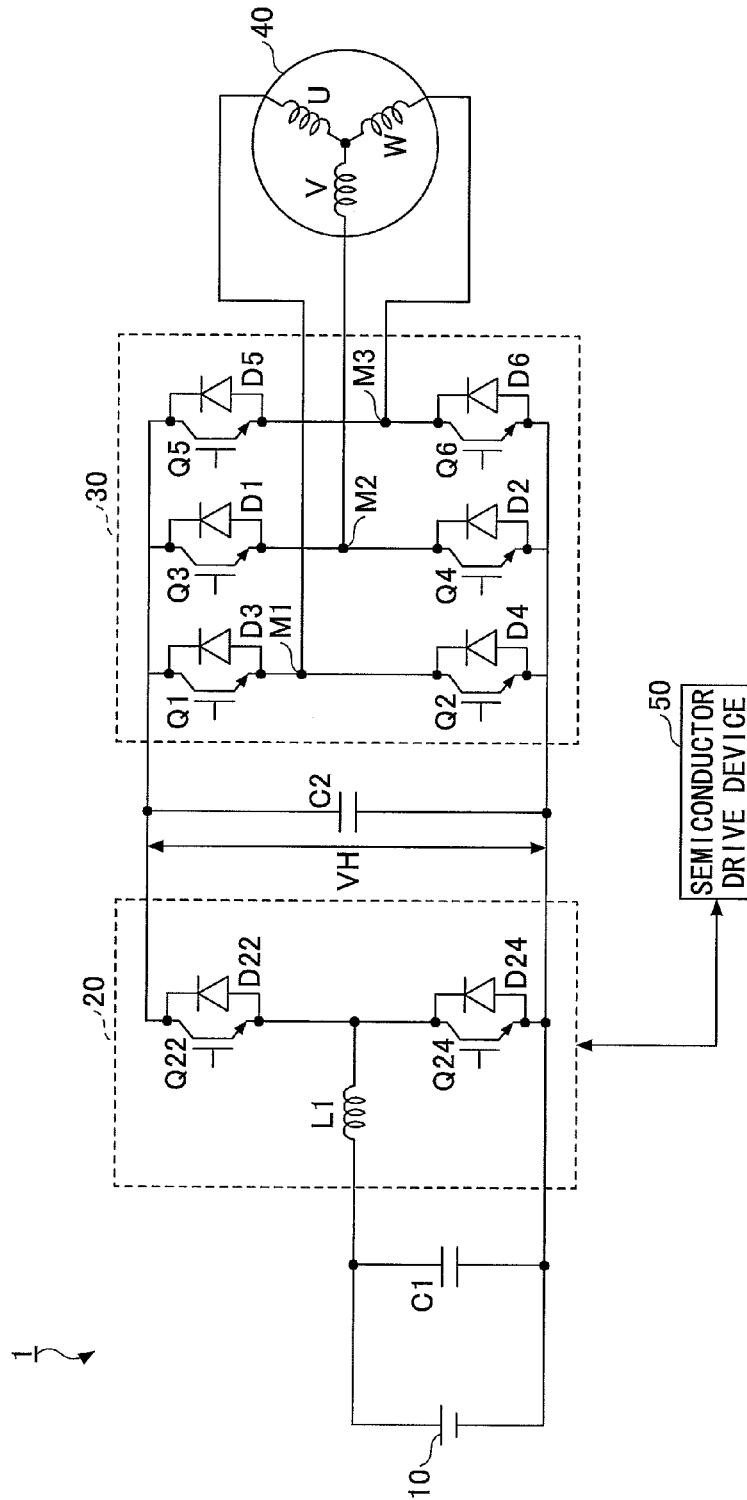 1
10
C1
20
L1
Q22
D22
Q24
D24
VH
C2
30
Q1
D3
M1
Q3
D1
M2
Q5
D5
M3
Q2
D4
Q4
D2
Q6
D6
40
U
V
W
50
SEMICONDUCTOR
DRIVE DEVICE